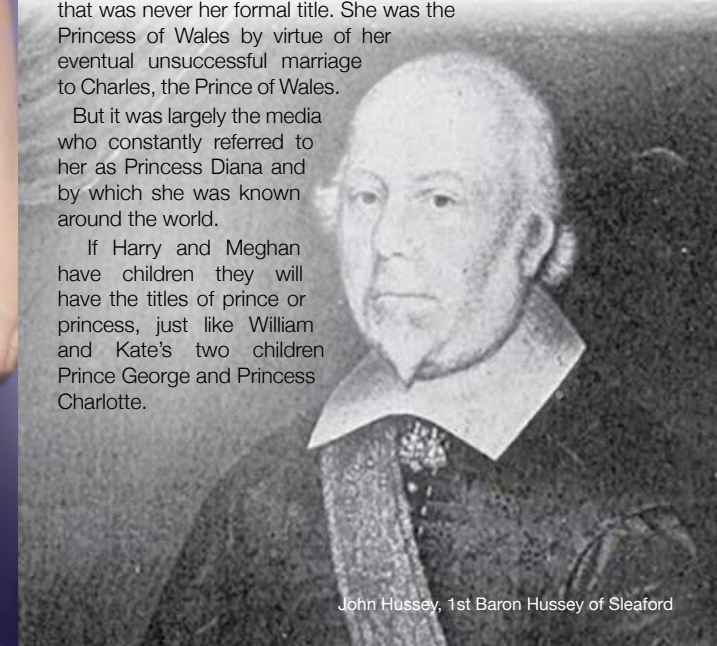 that was never her formal title. She was the
Princess of Wales by virtue of her
eventual unsuccessful marriage
to Charles, the Prince of Wales.
But it was largely the media
who constantly referred to
her as Princess Diana and
by which she was known
around the world.
If Harry and Meghan
have children they will
have the titles of prince or
princess, just like William
and Kate's two children
Prince George and Princess
Charlotte.
John Hussey, 1st Baron Hussey of Sleaford